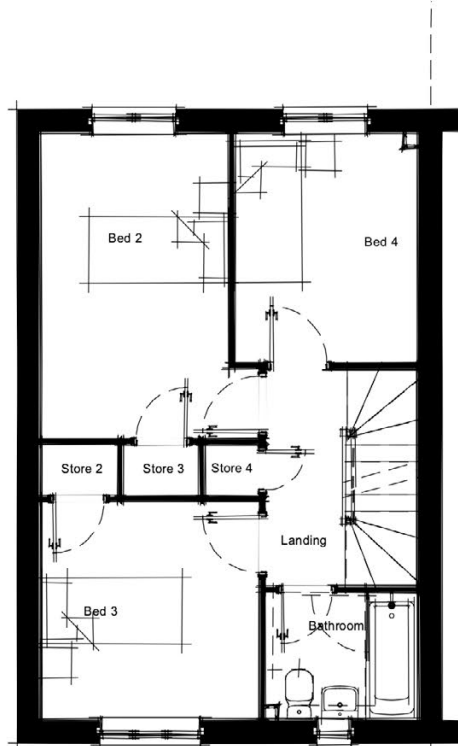 Bed 2
Bed 4
Store 2
Store 3
Store 4
Landing
Bed 3
Bathroom